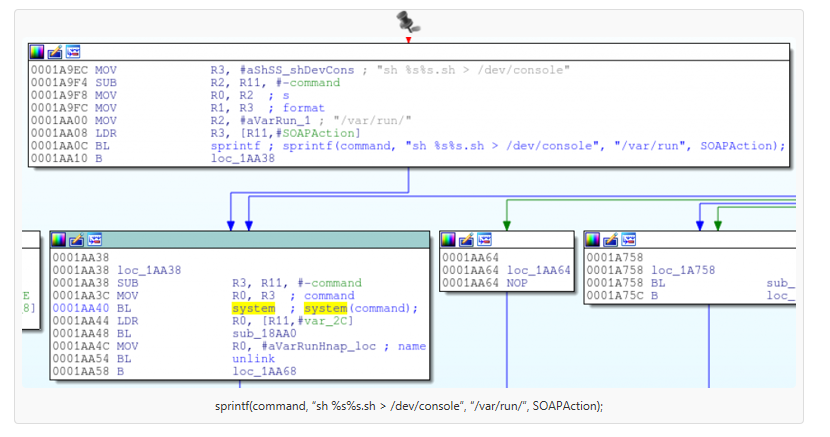 0001A9EC MOV R3, #aShSS_shDevCons ; "sh %s%s.sh > /dev/console"
0001A9F4 SUB R2, R11, #-command
0001A9F8 MOV R0, R2 ; s
0001A9FC MOV R1, R3 ; format
0001AA00 MOV R2, #aVarRun_1 ; "/var/run/"
0001AA08 LDR R3, [R11,#SOAPAction]
0001AA0C BL sprintf ; sprintf(command, "sh %s%s.sh > /dev/console", "/var/run", SOAPAction);
0001AA10 B loc_1AA38
E
8]
0001AA38
0001AA38 loc_1AA38
0001AA38 SUB R3, R11, #-command
0001AA3C MOV R0, R3 ; command
0001AA40 BL system ; system(command);
0001AA44 LDR R0, [R11,#var_2C]
0001AA48 BL sub_18AA0
0001AA4C MOV R0, #aVarRunHnap_loc ; name
0001AA54 BL unlink
0001AA58 B loc_1AA68
0001AA64
0001AA64 loc_1AA64
0001AA64 NOP
0001A758
0001A758 loc_1A758
0001A758 BL sub_
0001A75C B loc_
sprintf(command, “sh %s%s.sh > /dev/console”, “/var/run/”, SOAPAction);